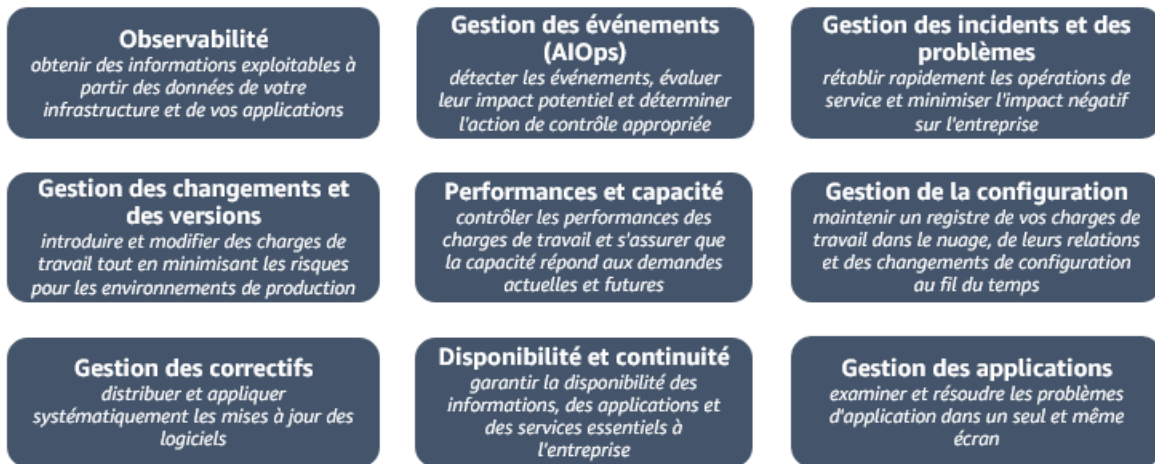 Observabilité
obtenir des informations exploitables à
partir des données de votre
infrastructure et de vos applications
Gestion des événements
(AIOps)
détecter les événements, évaluer
leur impact potentiel et déterminer
l'action de contrôle appropriée
Gestion des incidents et des
problèmes
rétablir rapidement les opérations de
service et minimiser l'impact négatif
sur l'entreprise
Gestion des changements et
des versions
introduire et modifier des charges de
travail tout en minimisant les risques
pour les environnements de production
Performances et capacité
contrôler les performances des
charges de travail et s'assurer que
la capacité répond aux demandes
actuelles et futures
Gestion de la configuration
maintenir un registre de vos charges de
travail dans le nuage, de leurs relations
et des changements de configuration
au fil du temps
Gestion des correctifs
distribuer et appliquer
systématiquement les mises à jour des
logiciels
Disponibilité et continuité
garantir la disponibilité des
informations, des applications et
des services essentiels à
l'entreprise
Gestion des applications
examiner et résoudre les problèmes
d'application dans un seul et même
écran